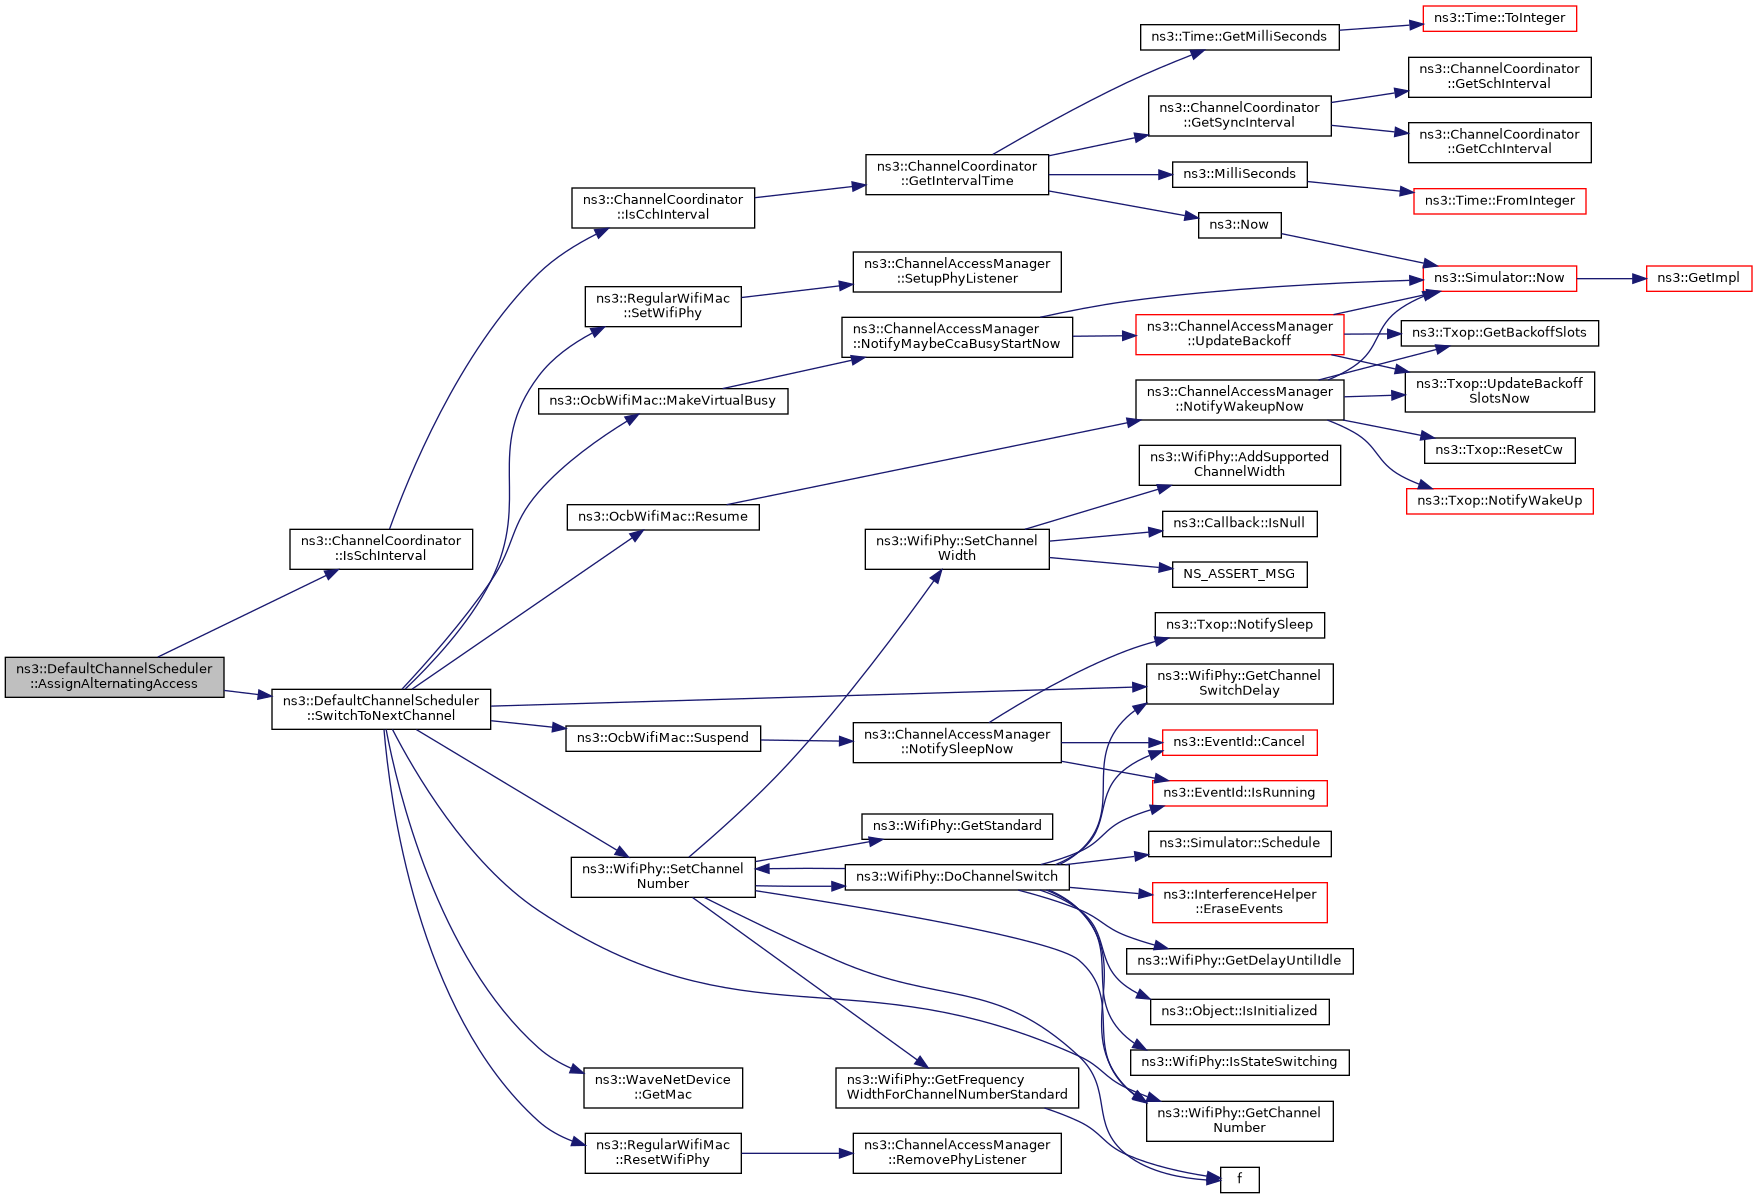 ns3::DefaultChannelScheduler
::AssignAlternatingAccess
ns3::ChannelCoordinator
::IsSchInterval
ns3::DefaultChannelScheduler
::SwitchToNextChannel
ns3::ChannelCoordinator
::IsCchInterval
ns3::RegularWifiMac
::SetWifiPhy
ns3::OcbWifiMac::MakeVirtualBusy
ns3::OcbWifiMac::Resume
ns3::OcbWifiMac::Suspend
ns3::WifiPhy::SetChannel
Number
ns3::WaveNetDevice
::GetMac
ns3::RegularWifiMac
::ResetWifiPhy
ns3::ChannelCoordinator
::GetIntervalTime
ns3::ChannelAccessManager
::SetupPhyListener
ns3::ChannelAccessManager
::NotifyMaybeCcaBusyStartNow
ns3::WifiPhy::SetChannel
Width
ns3::ChannelAccessManager
::NotifySleepNow
ns3::WifiPhy::GetStandard
ns3::WifiPhy::DoChannelSwitch
ns3::WifiPhy::GetFrequency
WidthForChannelNumberStandard
ns3::ChannelAccessManager
::RemovePhyListener
ns3::Time::GetMilliSeconds
ns3::ChannelCoordinator
::GetSyncInterval
ns3::MilliSeconds
ns3::Now
ns3::ChannelAccessManager
::UpdateBackoff
ns3::ChannelAccessManager
::NotifyWakeupNow
ns3::WifiPhy::AddSupported
ChannelWidth
ns3::Callback::IsNull
NS_ASSERT_MSG
ns3::Txop::NotifySleep
ns3::WifiPhy::GetChannel
SwitchDelay
ns3::EventId::Cancel
ns3::EventId::IsRunning
ns3::Simulator::Schedule
ns3::InterferenceHelper
::EraseEvents
ns3::WifiPhy::GetDelayUntilIdle
ns3::Object::IsInitialized
ns3::WifiPhy::IsStateSwitching
ns3::WifiPhy::GetChannel
Number
f
ns3::Time::ToInteger
ns3::ChannelCoordinator
::GetSchInterval
ns3::ChannelCoordinator
::GetCchInterval
ns3::Time::FromInteger
ns3::Simulator::Now
ns3::Txop::GetBackoffSlots
ns3::Txop::UpdateBackoff
SlotsNow
ns3::Txop::ResetCw
ns3::Txop::NotifyWakeUp
ns3::GetImpl